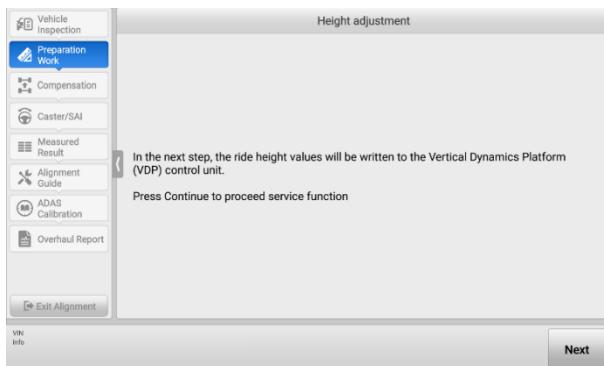 Vehicle
Inspection
Height adjustment
Preparation
Work
Compensation
Caster/SAI
Measured
Result
Alignment
Guide
ADAS
Calibration
Overhaul Report
In the next step, the ride height values will be written to the Vertical Dynamics Platform
(VDP) control unit.
Press Continue to proceed service function
Exit Alignment
VIN
Info
Next